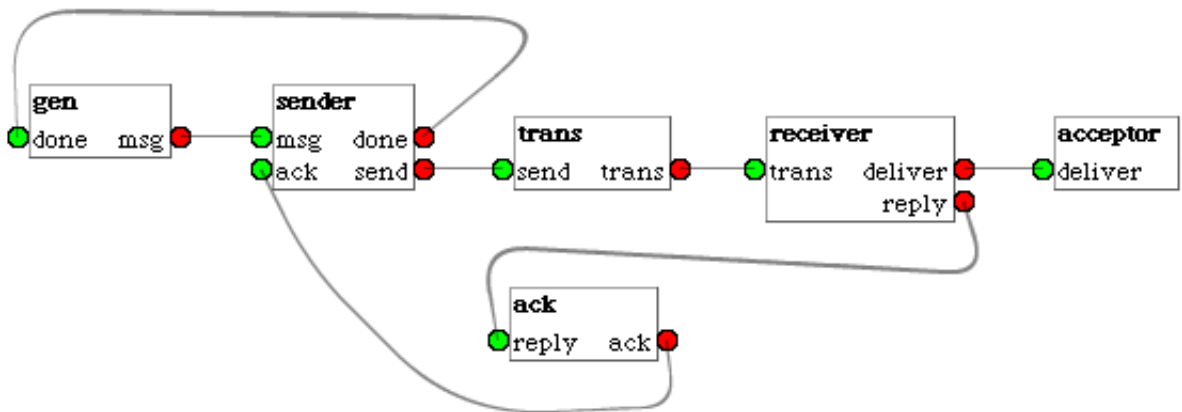 gen
done msg
sender
msg done
ack send
trans
send trans
receiver
trans deliver
reply
acceptor
deliver
ack
reply ack